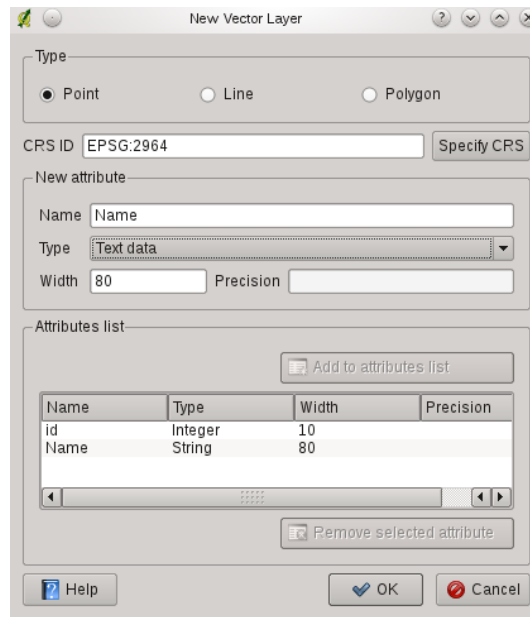 New Vector Layer
Type
Point Line Polygon
CRS ID EPSG:2964 Specify CRS
New attribute
Name Name
Type Text data
Width 80 Precision
Attributes list
Add to attributes list
Name Type Width Precision
id Integer 10
Name String 80
Remove selected attribute
Help OK Cancel